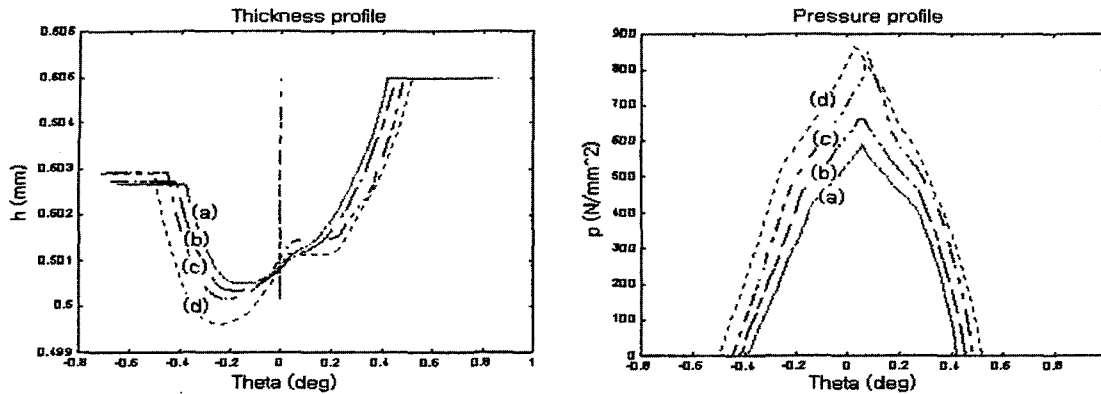 Thickness profile
0.606
0.605
0.604
0.603
0.602
0.601
0.5
0.499
h (mm)
(a)
(b)
(c)
(d)
-0.8 -0.6 -0.4 -0.2 0 0.2 0.4 0.6 0.8 1
Theta (deg)
Pressure profile
900
800
700
600
500
400
300
200
100
0
p (N/mm^2)
(d)
(c)
(b)
(a)
-0.8 -0.6 -0.4 -0.2 0 0.2 0.4 0.6 0.8
Theta (deg)